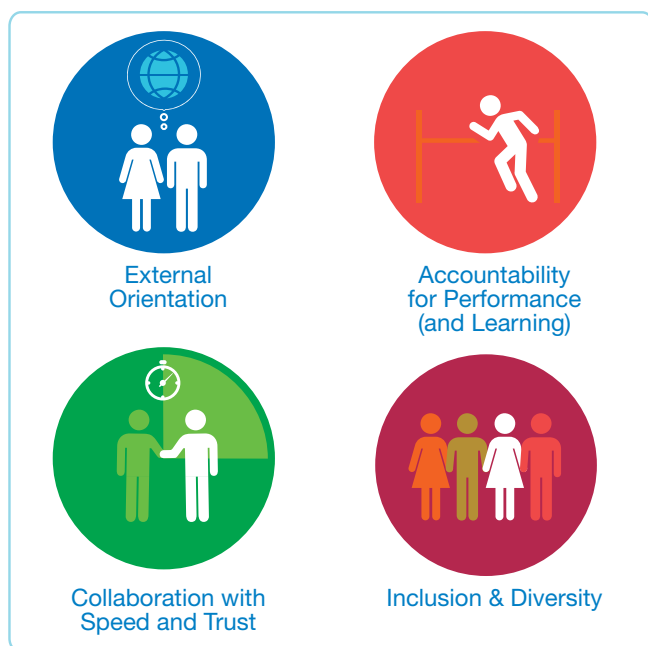 External
Orientation
Accountability
for Performance
(and Learning)
Collaboration with
Speed and Trust
Inclusion & Diversity